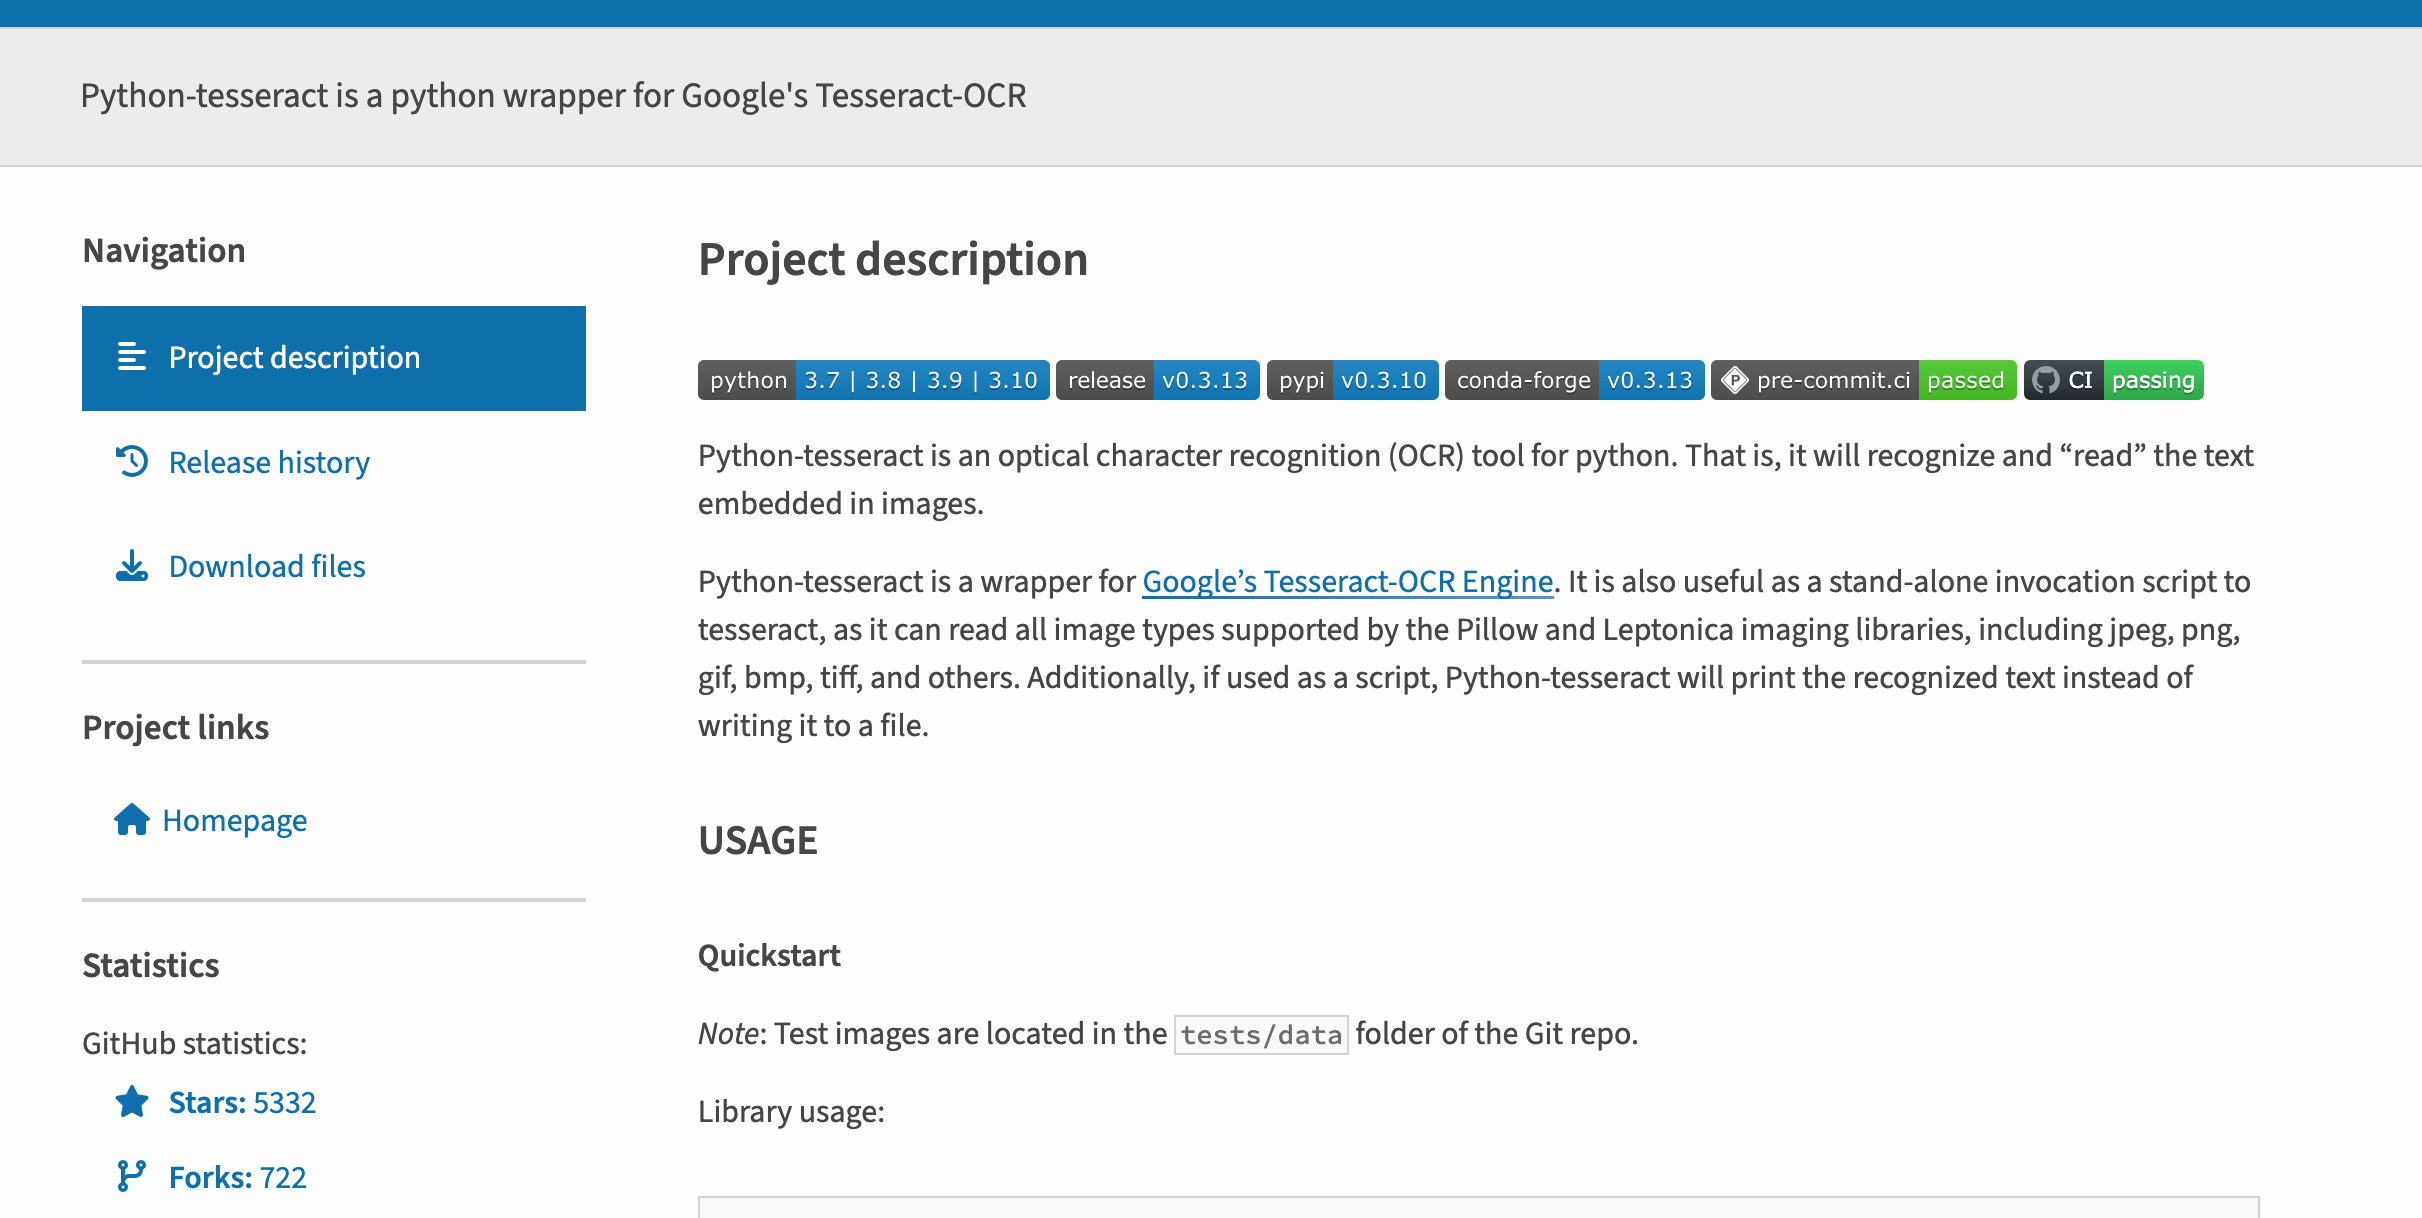 Python-tesseract is a python wrapper for Google's Tesseract-OCR
Navigation
Project description
Release history
Download files
Project links
Homepage
Statistics
GitHub statistics:
Stars: 5332
Forks: 722
Project description
python 3.7 | 3.8 | 3.9 | 3.10 release v0.3.13 pypi v0.3.10 conda-forge v0.3.13 pre-commit.ci passed CI passing
Python-tesseract is an optical character recognition (OCR) tool for python. That is, it will recognize and “read” the text
embedded in images.
Python-tesseract is a wrapper for Google’s Tesseract-OCR Engine. It is also useful as a stand-alone invocation script to
tesseract, as it can read all image types supported by the Pillow and Leptonica imaging libraries, including jpeg, png,
gif, bmp, tiff, and others. Additionally, if used as a script, Python-tesseract will print the recognized text instead of
writing it to a file.
USAGE
Quickstart
Note: Test images are located in the tests/data folder of the Git repo.
Library usage: